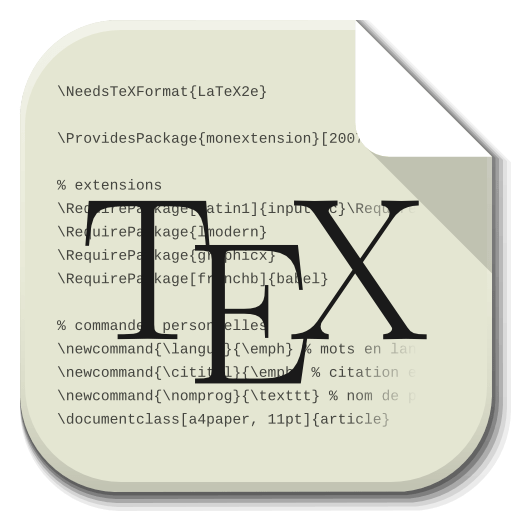 \NeedsTeXFormat{LaTeX2e}
\ProvidesPackage{monextension}[2007
% extensions
\RequirePackage[latin1]{inputenc}\Requi
\RequirePackage{lmodern}
\RequirePackage{graphicx}
\RequirePackage[frenchb]{babel}
TEX
% commandes personnelles
\newcommand{\langue}{\emph} % mots en lan
\newcommand{\citital}{\emph} % citation e
\newcommand{\nomprog}{\texttt} % nom de p
\documentclass[a4paper, 11pt]{article}